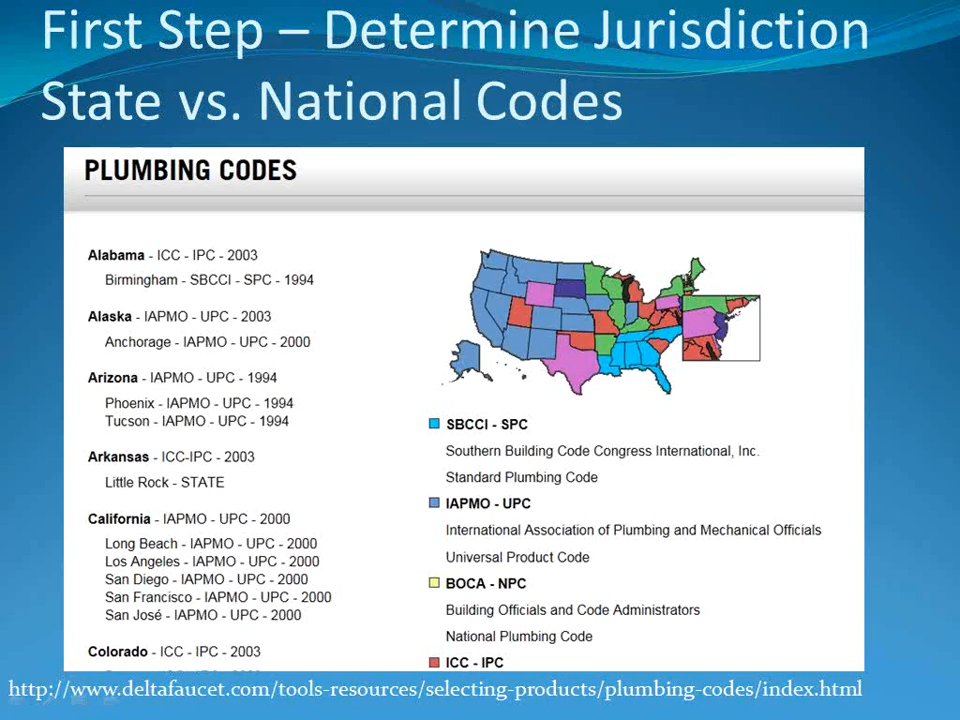 First Step – Determine Jurisdiction
State vs. National Codes
PLUMBING CODES
Alabama - ICC - IPC - 2003
Birmingham - SBCCI - SPC - 1994
Alaska - IAPMO - UPC - 2003
Anchorage - IAPMO - UPC - 2000
Arizona - IAPMO - UPC - 1994
Phoenix - IAPMO - UPC - 1994
Tucson - IAPMO - UPC - 1994
Arkansas - ICC-IPC - 2003
Little Rock - STATE
California - IAPMO - UPC - 2000
Long Beach - IAPMO - UPC - 2000
Los Angeles - IAPMO - UPC - 2000
San Diego - IAPMO - UPC - 2000
San Francisco - IAPMO - UPC - 2000
San José - IAPMO - UPC - 2000
Colorado - ICC - IPC - 2003
SBCCI - SPC
Southern Building Code Congress International, Inc.
Standard Plumbing Code
IAPMO - UPC
International Association of Plumbing and Mechanical Officials
Universal Product Code
BOCA - NPC
Building Officials and Code Administrators
National Plumbing Code
ICC - IPC
http://www.deltafaucet.com/tools-resources/selecting-products/plumbing-codes/index.html